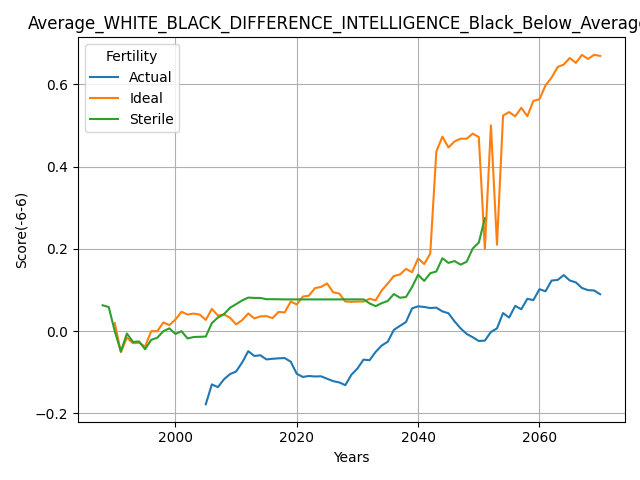 Average_WHITE_BLACK_DIFFERENCE_INTELLIGENCE_Black_Below_Average
Fertility
Actual
Ideal
Sterile
Score(-6-6)
0.6
0.4
0.2
0.0
−0.2
2000 2020 2040 2060
Years